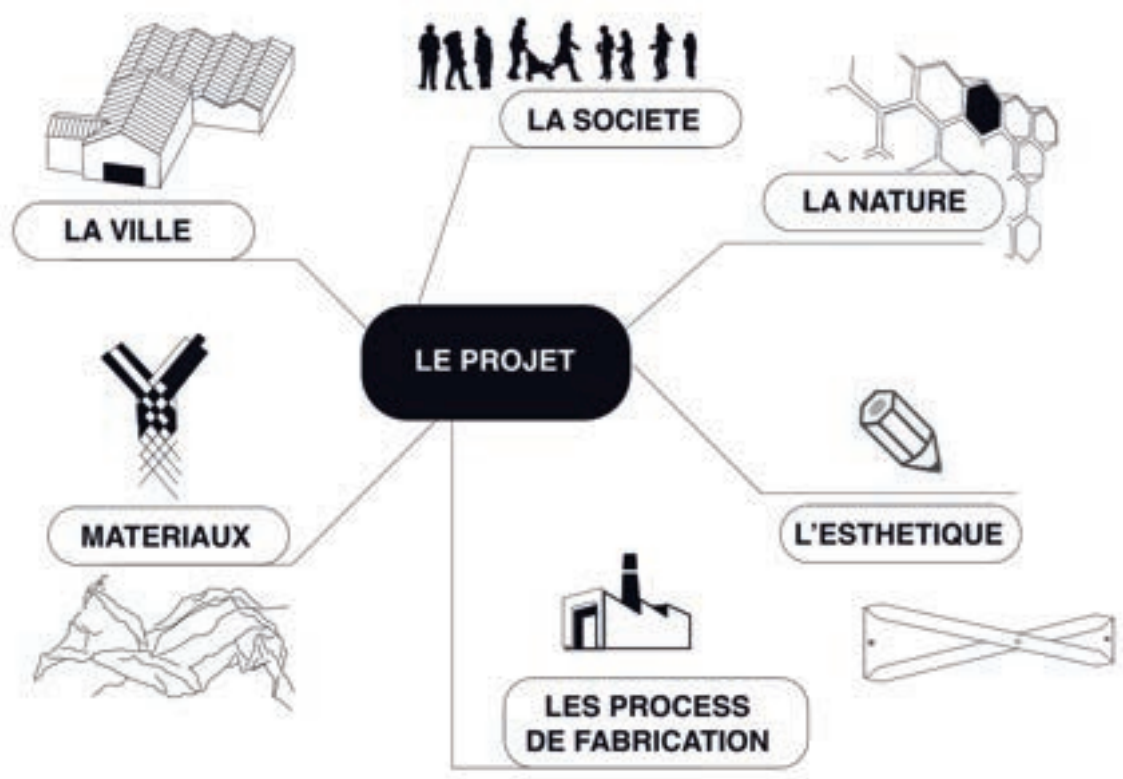 LA SOCIETE
LA NATURE
LA VILLE
LE PROJET
MATERIAUX
L'ESTHETIQUE
LES PROCESS
DE FABRICATION